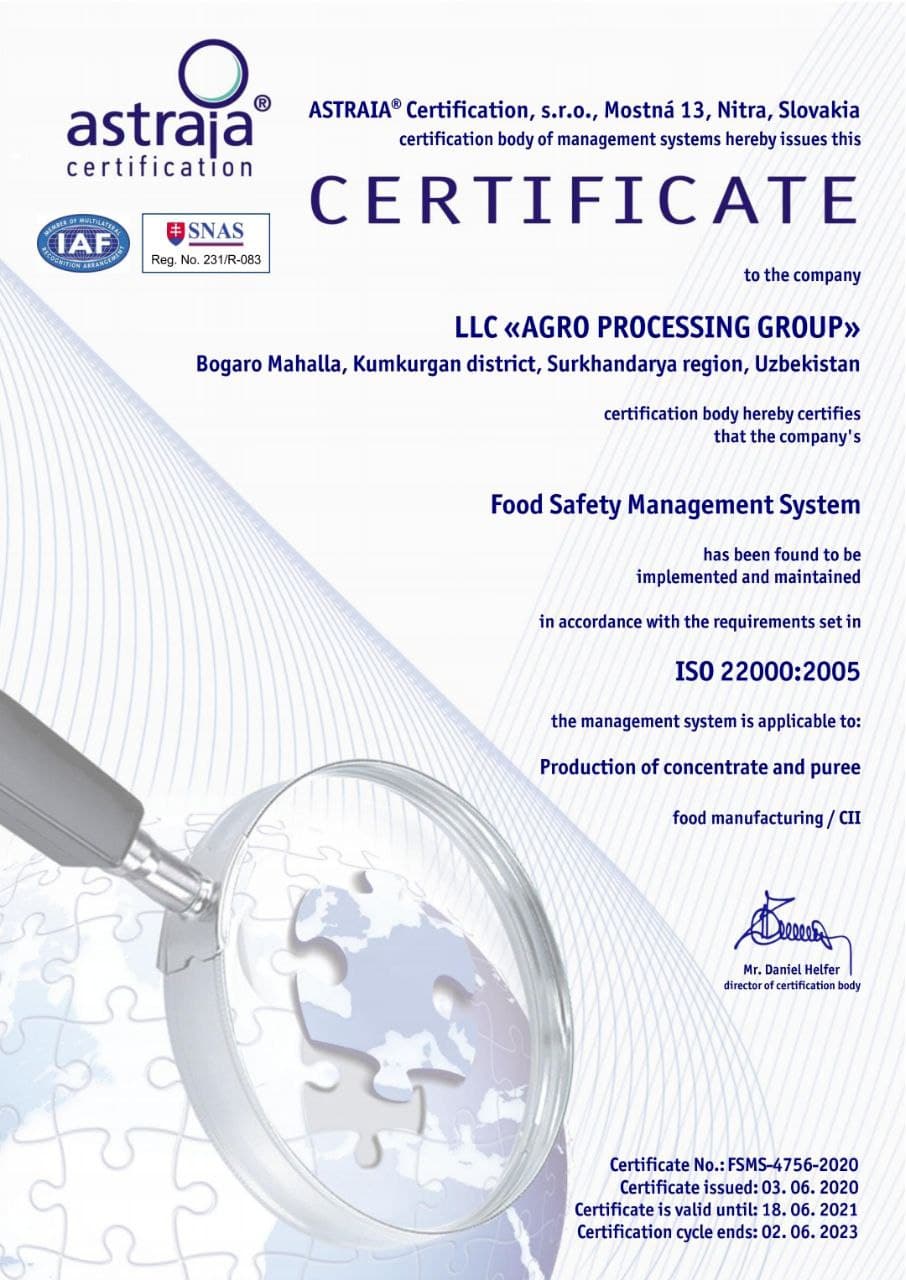 astraia®
certification
MEMBER OF MULTILATERAL
IAF
RECOGNITION ARRANGEMENT
SNAS
Reg. No. 231/R-083
ASTRAIA® Certification, s.r.o., Mostná 13, Nitra, Slovakia
certification body of management systems hereby issues this
CERTIFICATE
to the company
LLC «AGRO PROCESSING GROUP»
Bogaro Mahalla, Kumkurgan district, Surkhandarya region, Uzbekistan
certification body hereby certifies
that the company's
Food Safety Management System
has been found to be
implemented and maintained
in accordance with the requirements set in
ISO 22000:2005
the management system is applicable to:
Production of concentrate and puree
food manufacturing / CII
Mr. Daniel Helfer
director of certification body
Certificate No.: FSMS-4756-2020
Certificate issued: 03. 06. 2020
Certificate is valid until: 18. 06. 2021
Certification cycle ends: 02. 06. 2023